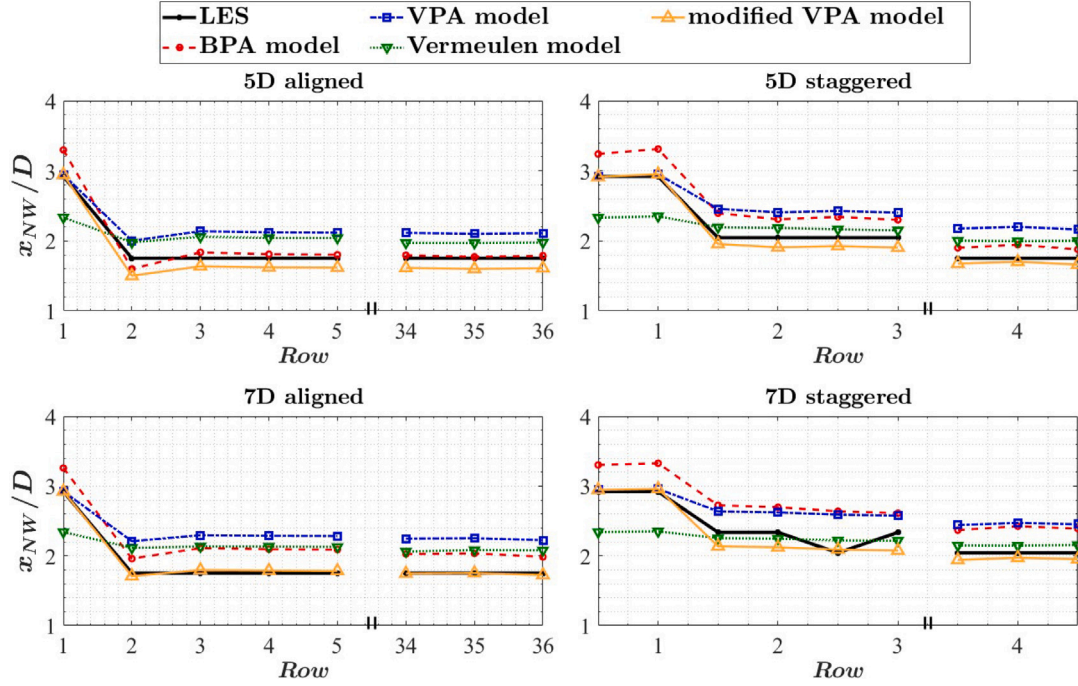 LES VPA model modified VPA model
BPA model Vermeulen model
5D aligned 5D staggered
4 4
3 3
2 2
1 1
x_NW/D
1 2 3 4 5 34 35 36 1 2 3 4
Row Row
7D aligned 7D staggered
4 4
3 3
2 2
1 1
x_NW/D
1 2 3 4 5 34 35 36 1 2 3 4
Row Row